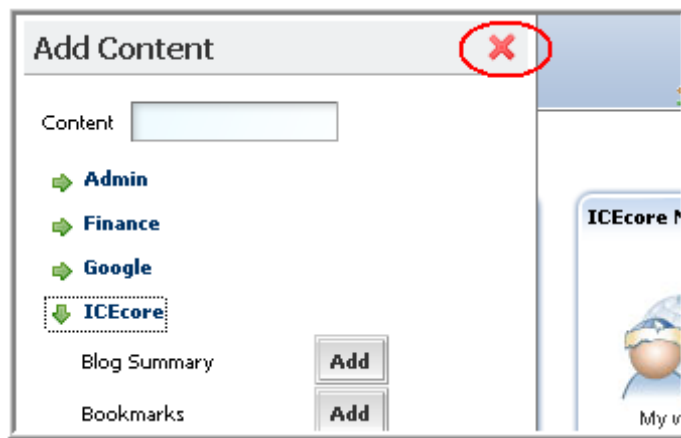 Add Content
Content
Admin
Finance
Google
ICEcore
Blog Summary Add
Bookmarks Add
ICEcore
My